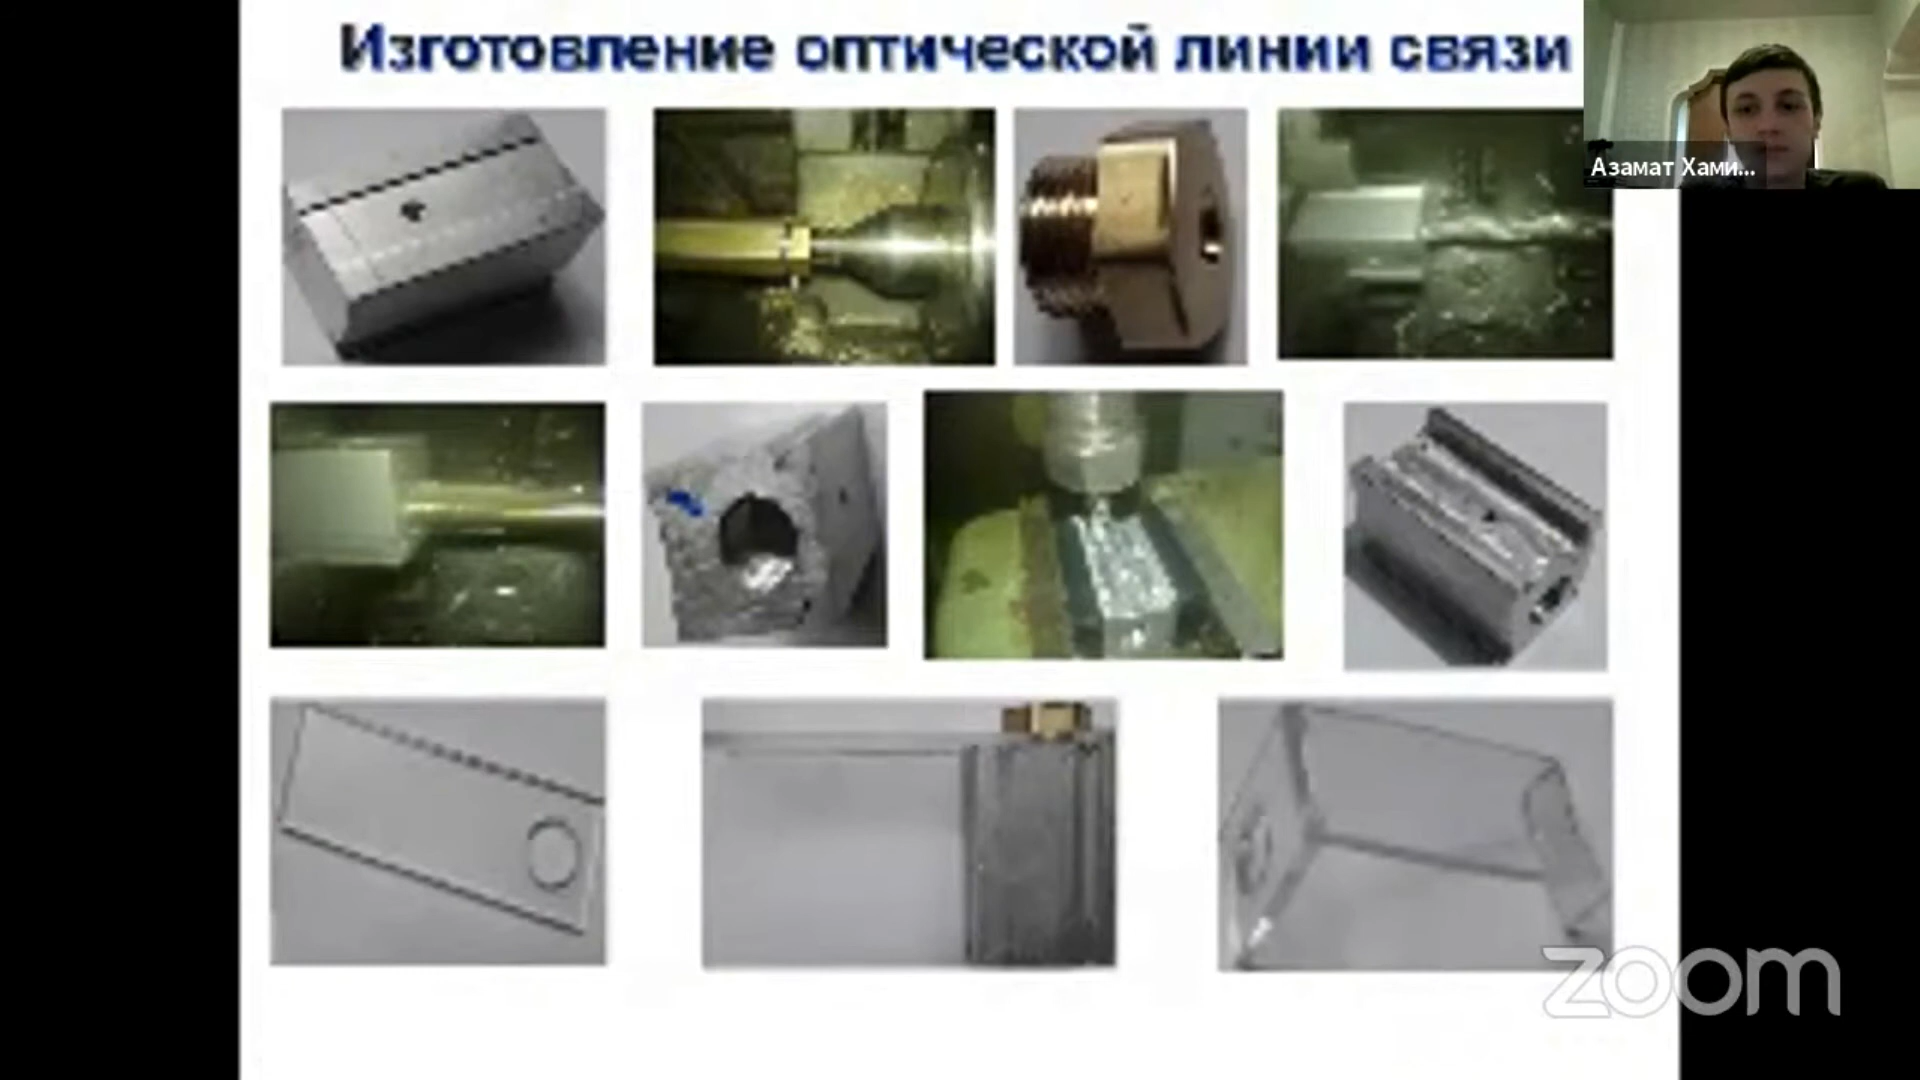 Изготовление оптической линии связи
Азамат Хами...
zoom